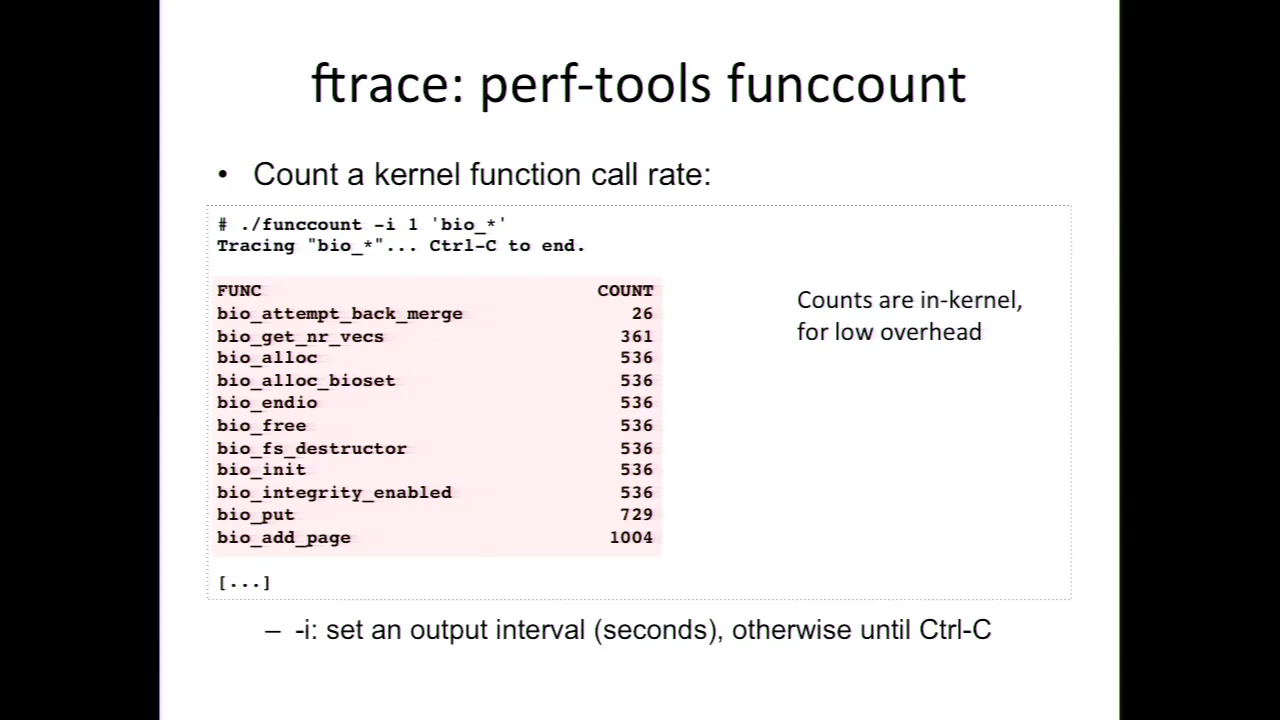 ftrace: perf-tools funccount
• Count a kernel function call rate:
# ./funccount -i 1 'bio_*'
Tracing "bio_*"... Ctrl-C to end.
FUNC COUNT
bio_attempt_back_merge 26
bio_get_nr_vecs 361
bio_alloc 536
bio_alloc_bioset 536
bio_endio 536
bio_free 536
bio_fs_destructor 536
bio_init 536
bio_integrity_enabled 536
bio_put 729
bio_add_page 1004
[...]
Counts are in-kernel,
for low overhead
– -i: set an output interval (seconds), otherwise until Ctrl-C